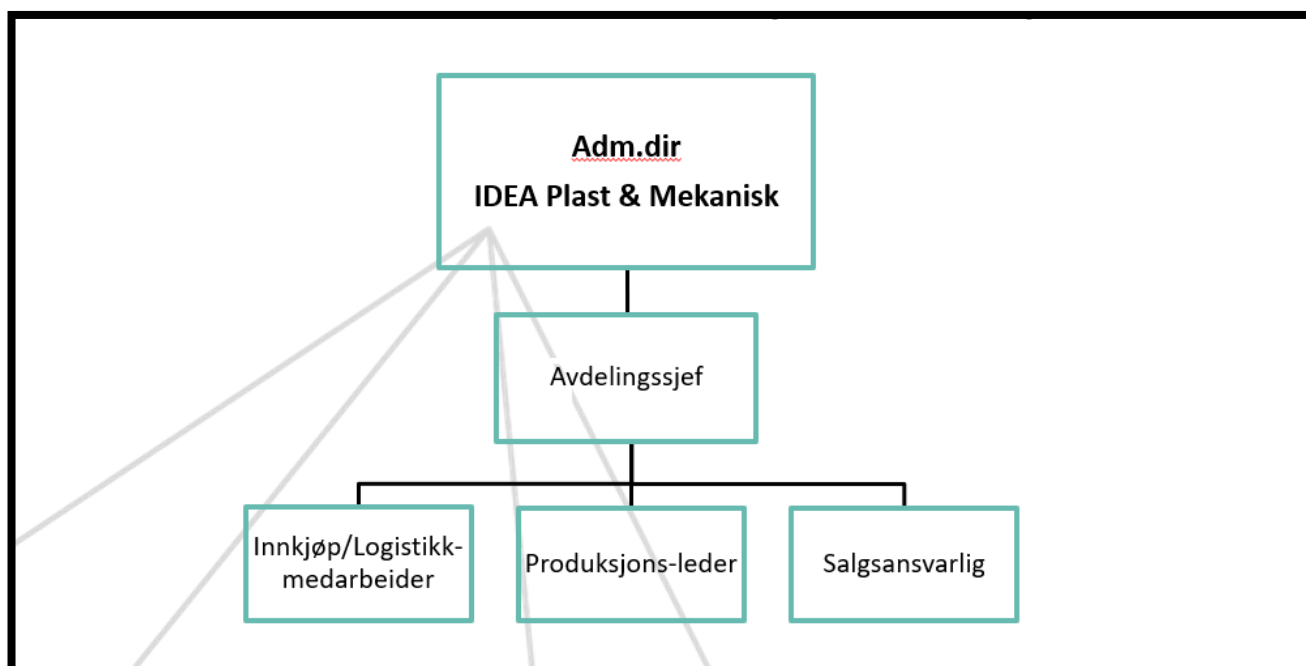 Adm.dir
IDEA Plast & Mekanisk
Avdelingssjef
Innkjøp/Logistikk-
medarbeider
Produksjons-leder
Salgsansvarlig